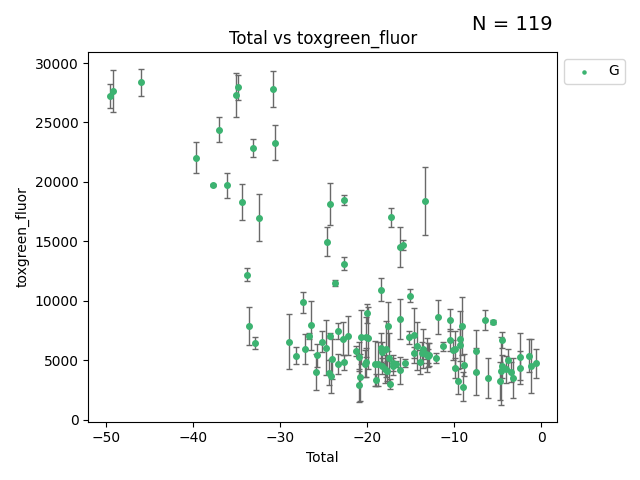 N = 119
Total vs toxgreen_fluor
G
toxgreen_fluor
30000
25000
20000
15000
10000
5000
0
−50 −40 −30 −20 −10 0
Total